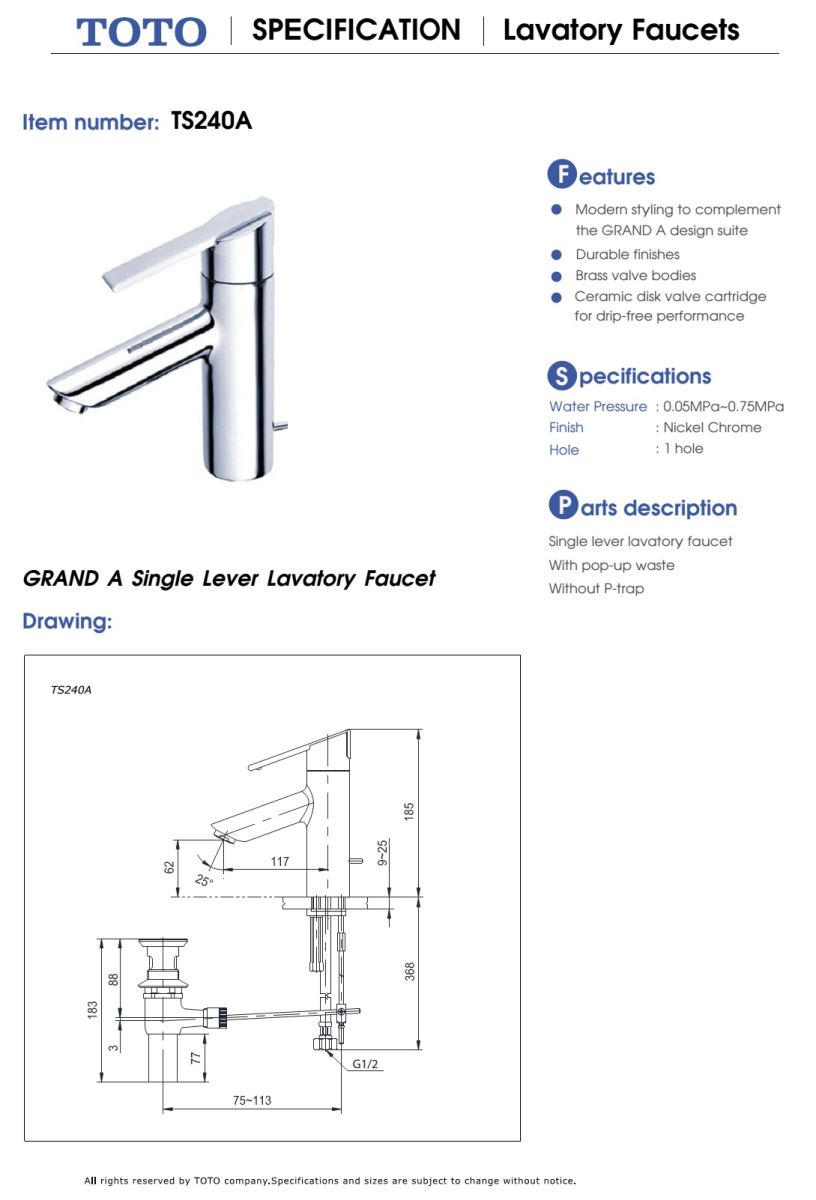 TOTO SPECIFICATION Lavatory Faucets
Item number: TS240A
Features
Modern styling to complement
the GRAND A design suite
Durable finishes
Brass valve bodies
Ceramic disk valve cartridge
for drip-free performance
Specifications
Water Pressure : 0.05MPa~0.75MPa
Finish : Nickel Chrome
Hole : 1 hole
Parts description
Single lever lavatory faucet
With pop-up waste
Without P-trap
GRAND A Single Lever Lavatory Faucet
Drawing:
TS240A
185
9~25
62
117
25°
368
88
183
3
77
G1/2
75~113
All rights reserved by TOTO company.Specifications and sizes are subject to change without notice.